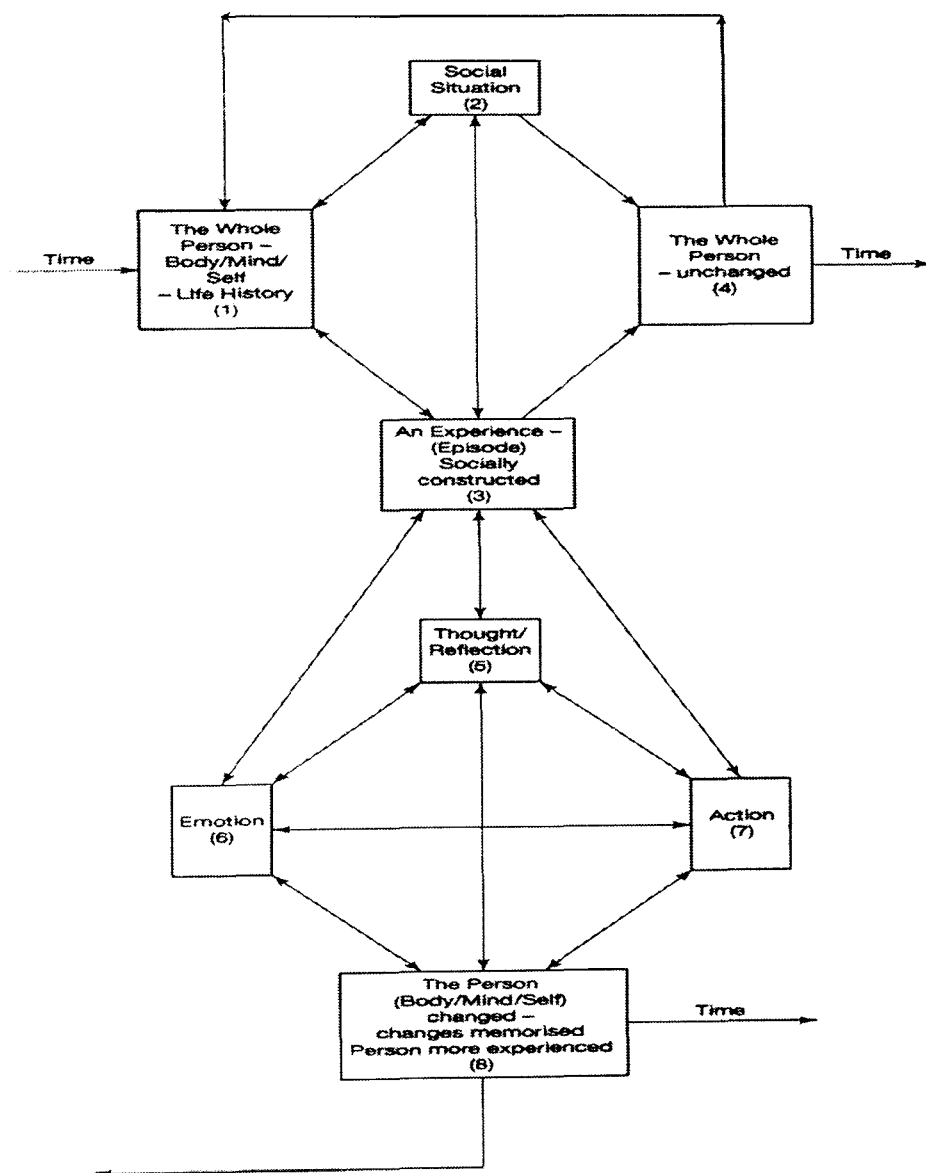 Social
Situation
(2)
Time
The Whole
Person –
Body/Mind/
Self
– Life History
(1)
The Whole
Person
– unchanged
(4)
Time
An Experience –
(Episode)
Socially
constructed
(3)
Thought/
Reflection
(5)
Emotion
(6)
Action
(7)
The Person
(Body/Mind/Self)
changed –
changes memorised
Person more experienced
(8)
Time